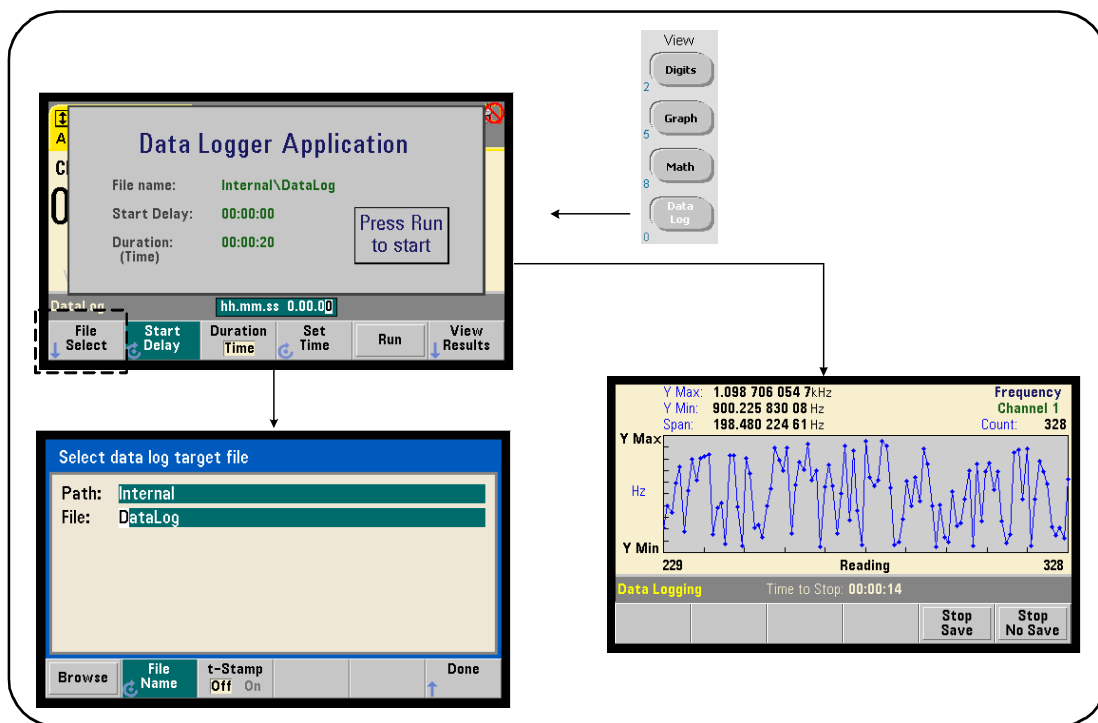 View
Digits
2
Graph
5
Math
8
Data
Log
0
A
C
0
Data Logger Application
File name: Internal\DataLog
Start Delay: 00:00:00
Duration: 00:00:20
(Time)
Press Run
to start
DataLog
hh.mm.ss 0.00.00
File
Select
Start
Delay
Duration
Time
Set
Time
Run
View
Results
Select data log target file
Path: Internal
File: DataLog
Browse
File
Name
t-Stamp
Off On
Done
Y Max: 1.098 706 054 7kHz
Frequency
Y Min: 900.225 830 08 Hz
Channel 1
Span: 198.480 224 61 Hz
Count: 328
Y Max
Hz
Y Min
229 Reading 328
Data Logging Time to Stop: 00:00:14
Stop
Save
Stop
No Save